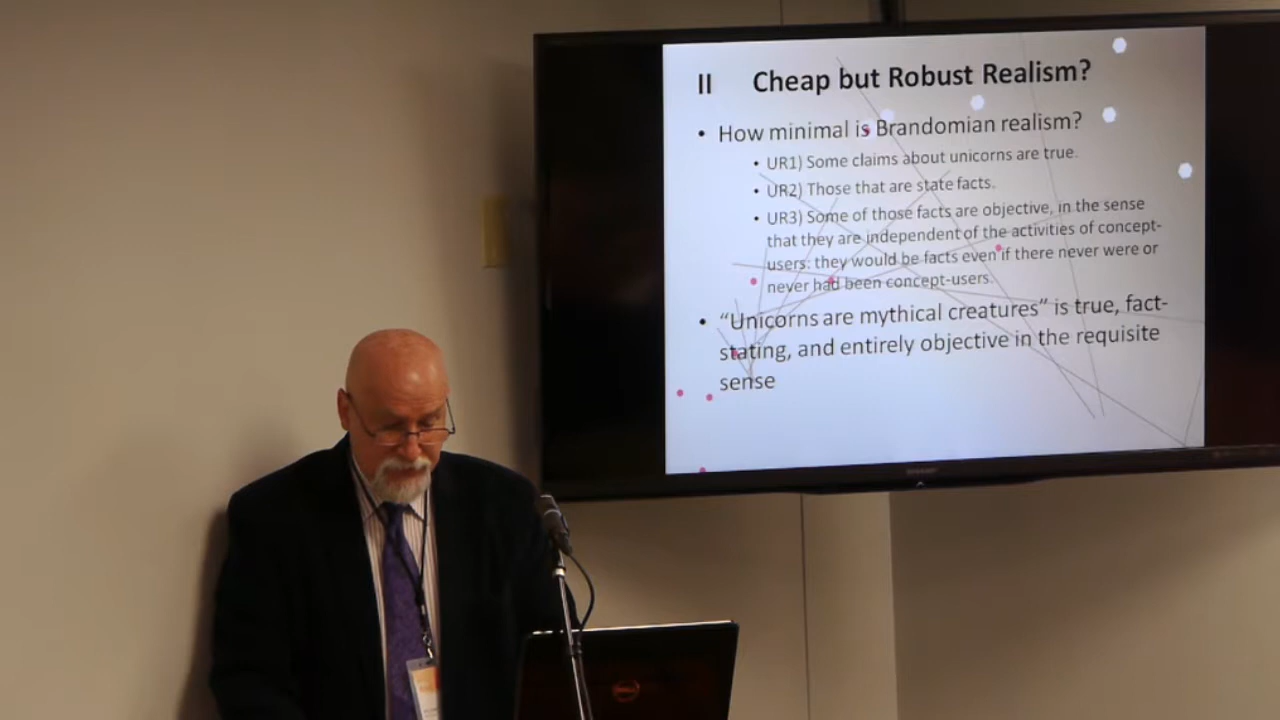 II Cheap but Robust Realism?
• How minimal is Brandomian realism?
• UR1) Some claims about unicorns are true.
• UR2) Those that are state facts.
• UR3) Some of those facts are objective, in the sense
that they are independent of the activities of concept-
users: they would be facts even if there never were or
never had been concept-users.
• “Unicorns are mythical creatures” is true, fact-
stating, and entirely objective in the requisite
sense
SHARP
DELL